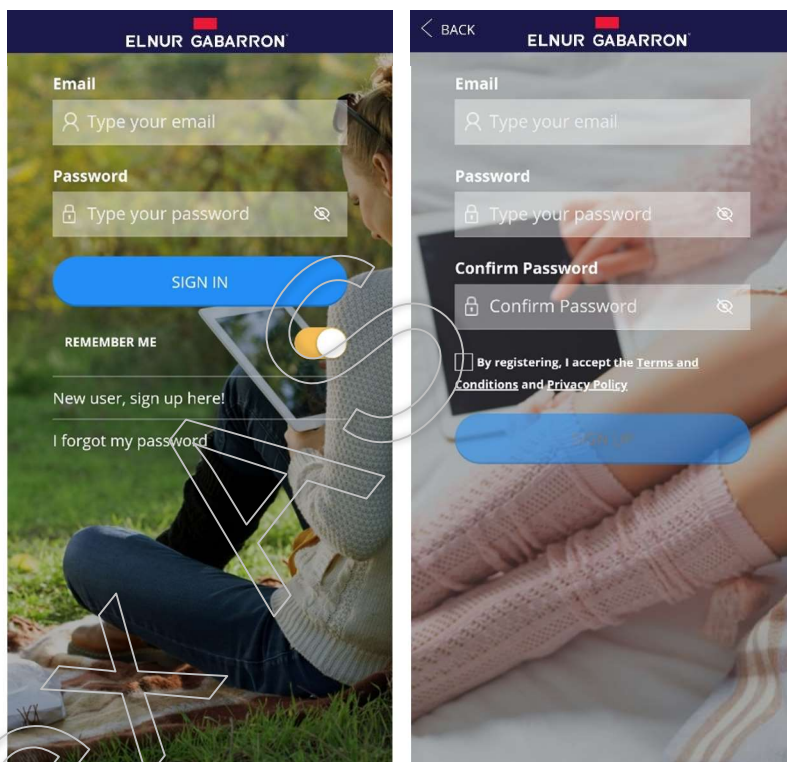 ELNUR GABARRON
Email
Type your email
Password
Type your password
SIGN IN
REMEMBER ME
New user, sign up here!
I forgot my password
BACK
ELNUR GABARRON
Email
Type your email
Password
Type your password
Confirm Password
Confirm Password
By registering, I accept the Terms and
Conditions and Privacy Policy
SIGN UP